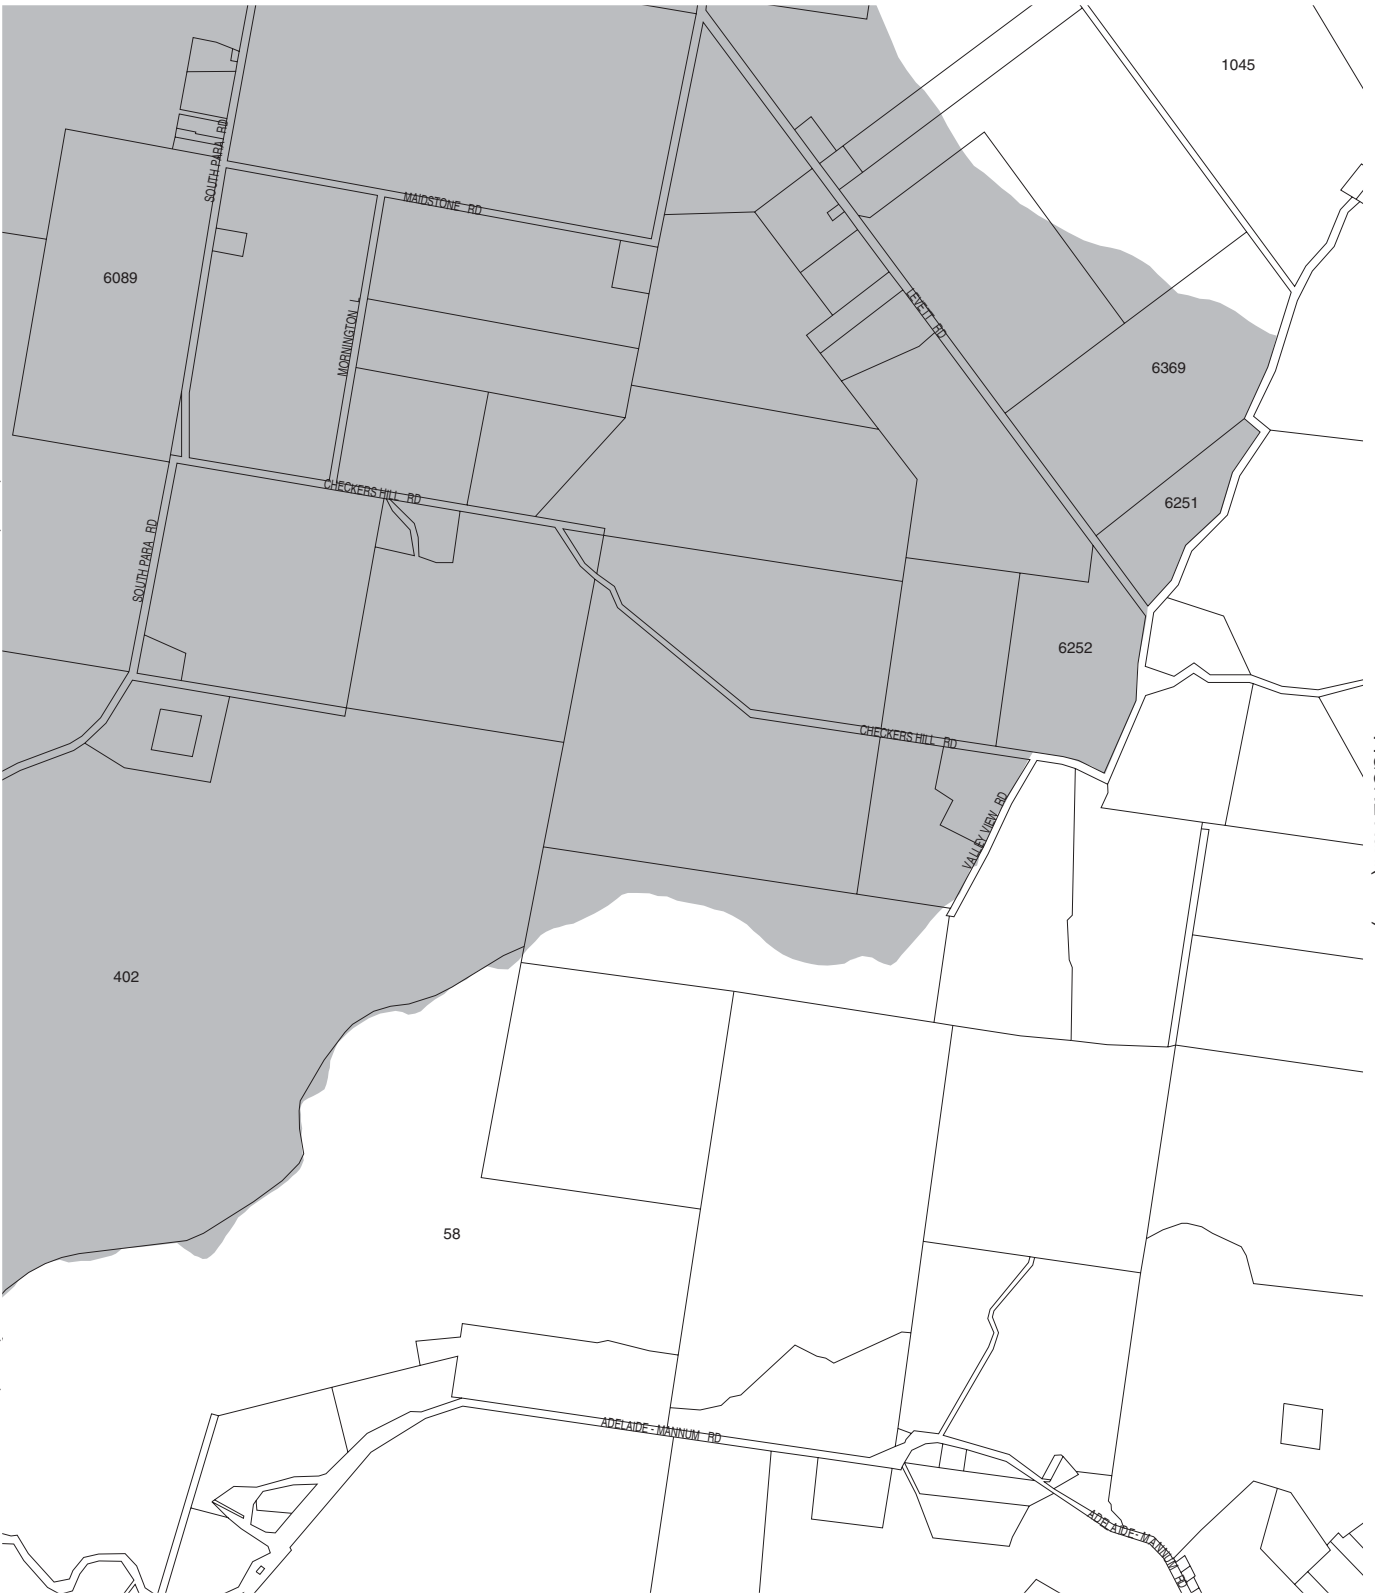 1045
SOUTH PARA RD
MAIDSTONE RD
6089
LEVETT RD
MORNINGTON L
6369
CHECKERS HILL RD
6251
SOUTH PARA RD
6252
CHECKERS HILL RD
VALLEY VIEW RD
402
58
ADELAIDE - MANNUM RD
ADELAIDE - MANNUM RD